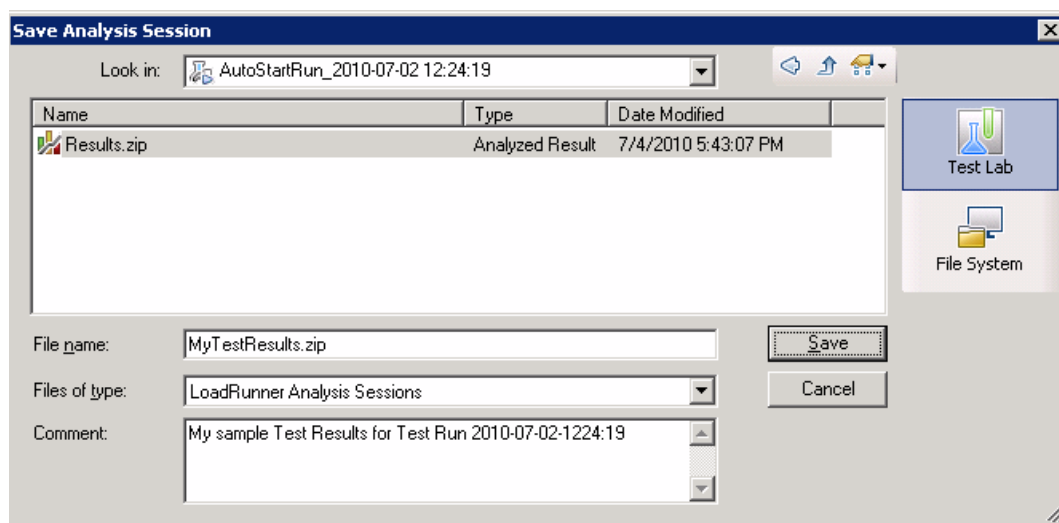 Save Analysis Session
Look in: AutoStartRun_2010-07-02 12:24:19
Name Type Date Modified
Results.zip Analyzed Result 7/4/2010 5:43:07 PM
Test Lab
File System
File name: MyTestResults.zip Save
Files of type: LoadRunner Analysis Sessions Cancel
Comment: My sample Test Results for Test Run 2010-07-02-1224:19